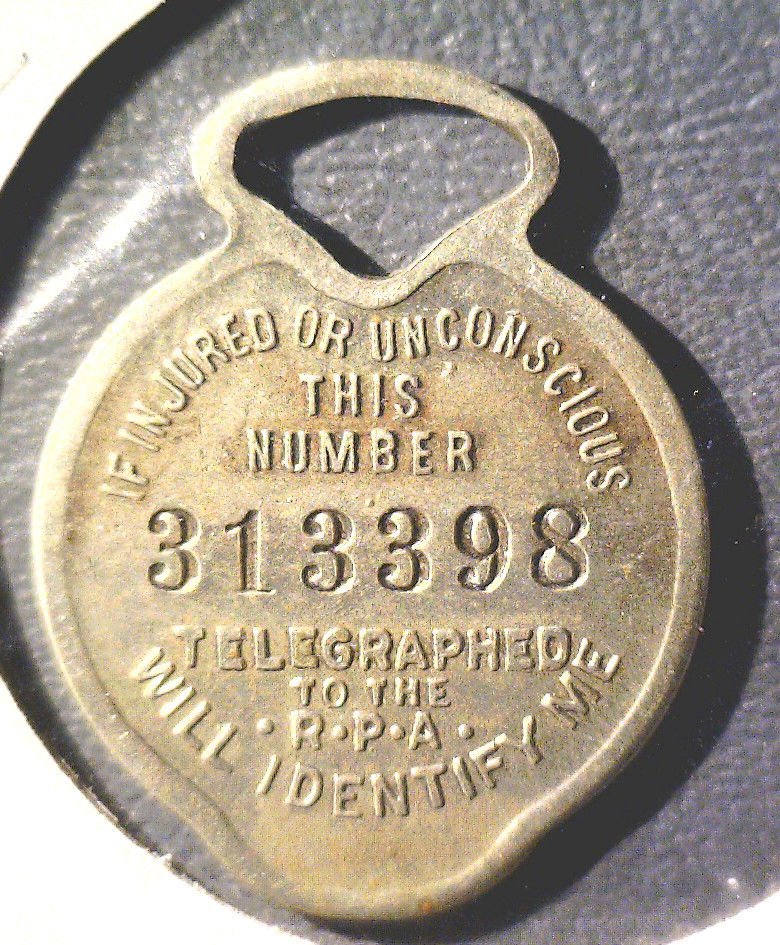 IF INJURED OR UNCONSCIOUS
THIS
NUMBER
313398
TELEGRAPHED
TO THE
·R·P·A·
WILL IDENTIFY ME